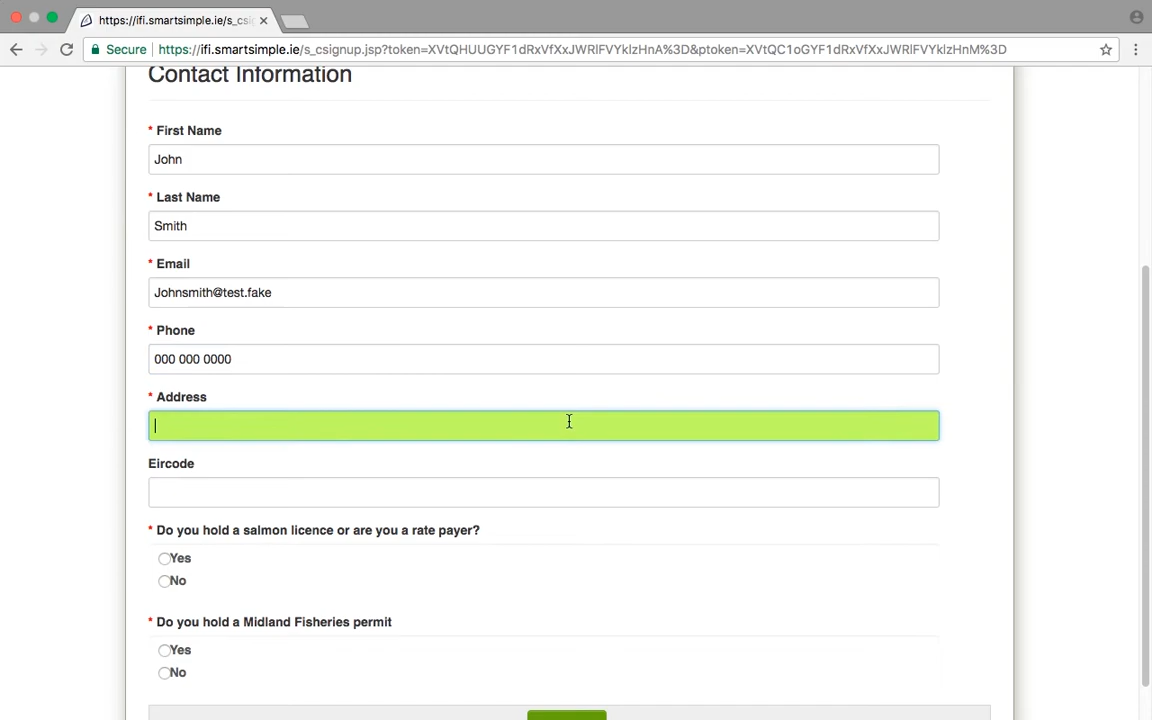 https://ifi.smartsimple.ie/s_csi
Secure https://ifi.smartsimple.ie/s_csignup.jsp?token=XVtQHUUGYF1dRxVfXxJWRlFVYklzHnA%3D&ptoken=XVtQC1oGYF1dRxVfXxJWRlFVYklzHnM%3D
Contact Information
* First Name
John
* Last Name
Smith
* Email
Johnsmith@test.fake
* Phone
000 000 0000
* Address
Eircode
* Do you hold a salmon licence or are you a rate payer?
Yes
No
* Do you hold a Midland Fisheries permit
Yes
No